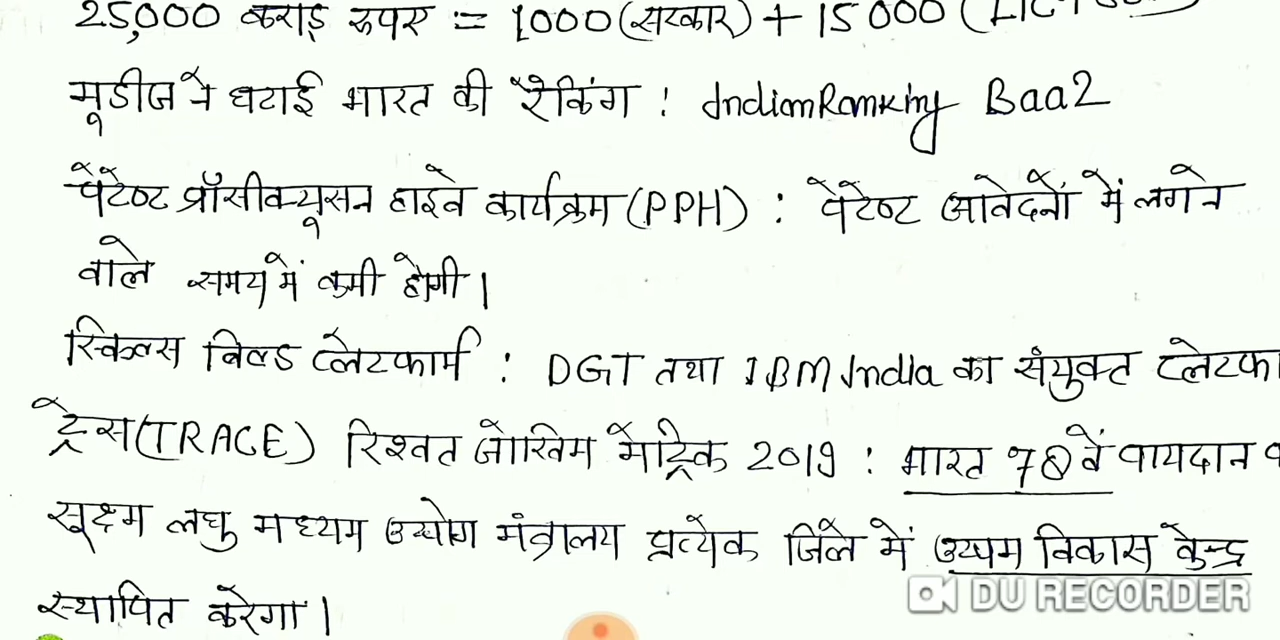 25,000 करोड़ रुपए = 1000 (सरकार) + 15000 (LIC
मूडीज ने घटाई भारत की रैंकिंग : Indian Ranking Baa2
पेटेण्ट प्रॉसीक्यूसन हाइवे कार्यक्रम (PPH) : पेटेण्ट आवेदनों में लगने
वाले समय में कमी होगी।
स्किल्स बिल्ड प्लेटफार्म : DGT तथा IBM India का संयुक्त प्लेटफा
ट्रेस (TRACE) रिश्वत जोखिम मैट्रिक 2019 : भारत 78वें पायदान
सूक्ष्म लघु मध्यम उद्योग मंत्रालय प्रत्येक जिले में उद्यम विकास केन्द्र
स्थापित करेगा।
DU RECORDER